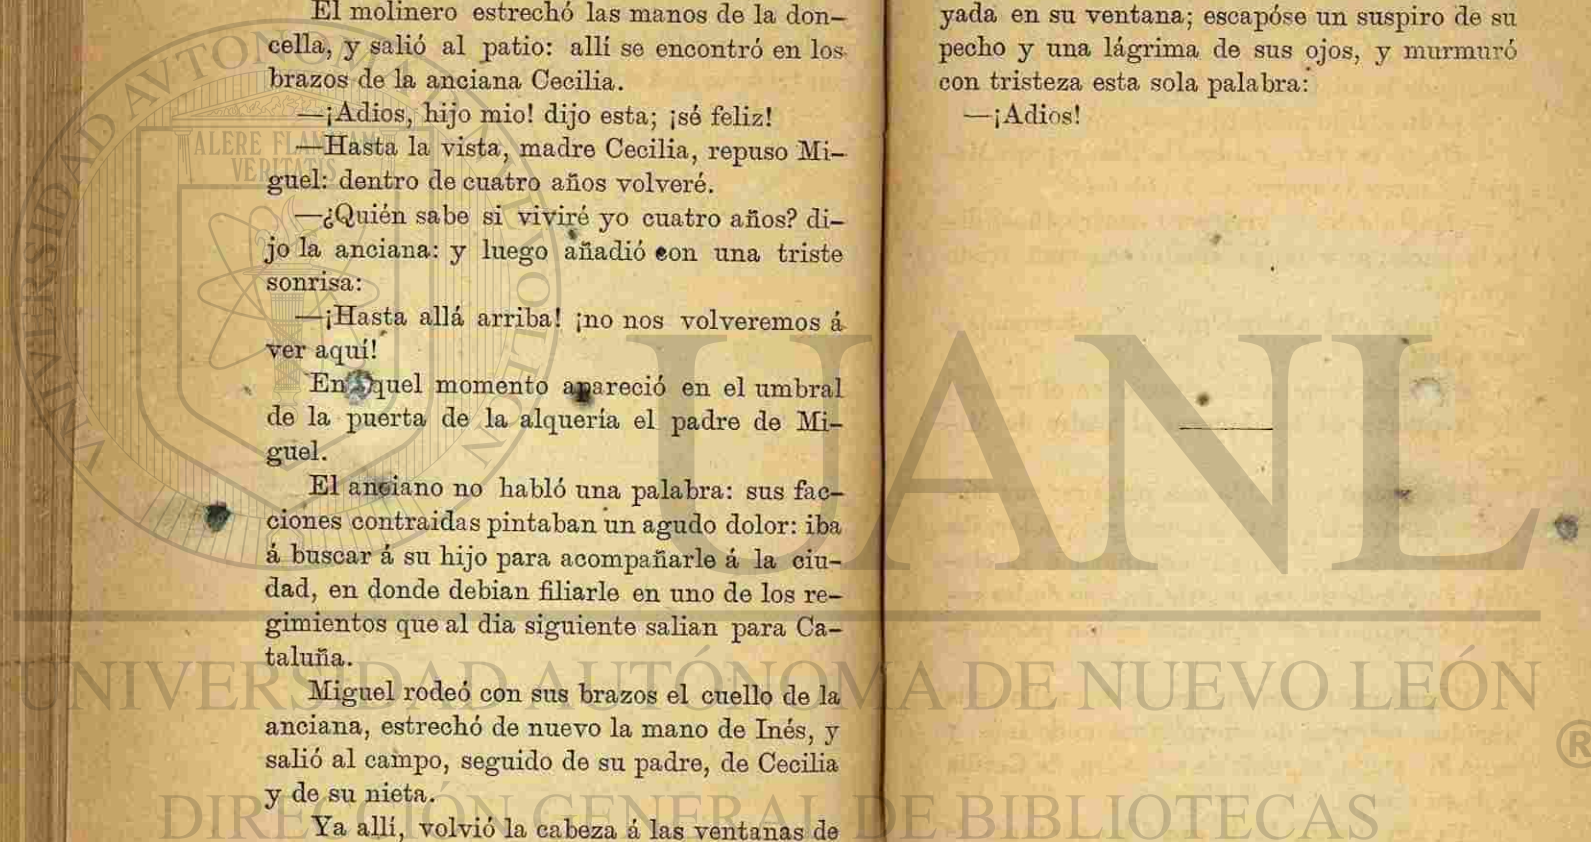 El molinero estrechó las manos de la don-
cella, y salió al patio: allí se encontró en los
brazos de la anciana Cecilia.
—¡Adios, hijo mio! dijo esta; ¡sé feliz!
—Hasta la vista, madre Cecilia, repuso Mi-
guel: dentro de cuatro años volveré.
—¿Quién sabe si viviré yo cuatro años? di-
jo la anciana: y luego añadió con una triste
sonrisa:
—¡Hasta allá arriba! ¡no nos volveremos á
ver aquí!
En aquel momento apareció en el umbral
de la puerta de la alquería el padre de Mi-
guel.
El anciano no habló una palabra: sus fac-
ciones contraidas pintaban un agudo dolor: iba
á buscar á su hijo para acompañarle á la ciu-
dad, en donde debian filiarle en uno de los re-
gimientos que al dia siguiente salian para Ca-
taluña.
Miguel rodeó con sus brazos el cuello de la
anciana, estrechó de nuevo la mano de Inés, y
salió al campo, seguido de su padre, de Cecilia
y de su nieta.
Ya allí, volvió la cabeza á las ventanas de
yada en su ventana; escapóse un suspiro de su
pecho y una lágrima de sus ojos, y murmuró
con tristeza esta sola palabra:
—¡Adios!
UNIVERSIDAD AUTÓNOMA DE NUEVO LEÓN
ALERE FLAMMAM
VERITATIS
UANL
UNIVERSIDAD AUTÓNOMA DE NUEVO LEÓN
®
DIRECCIÓN GENERAL DE BIBLIOTECAS